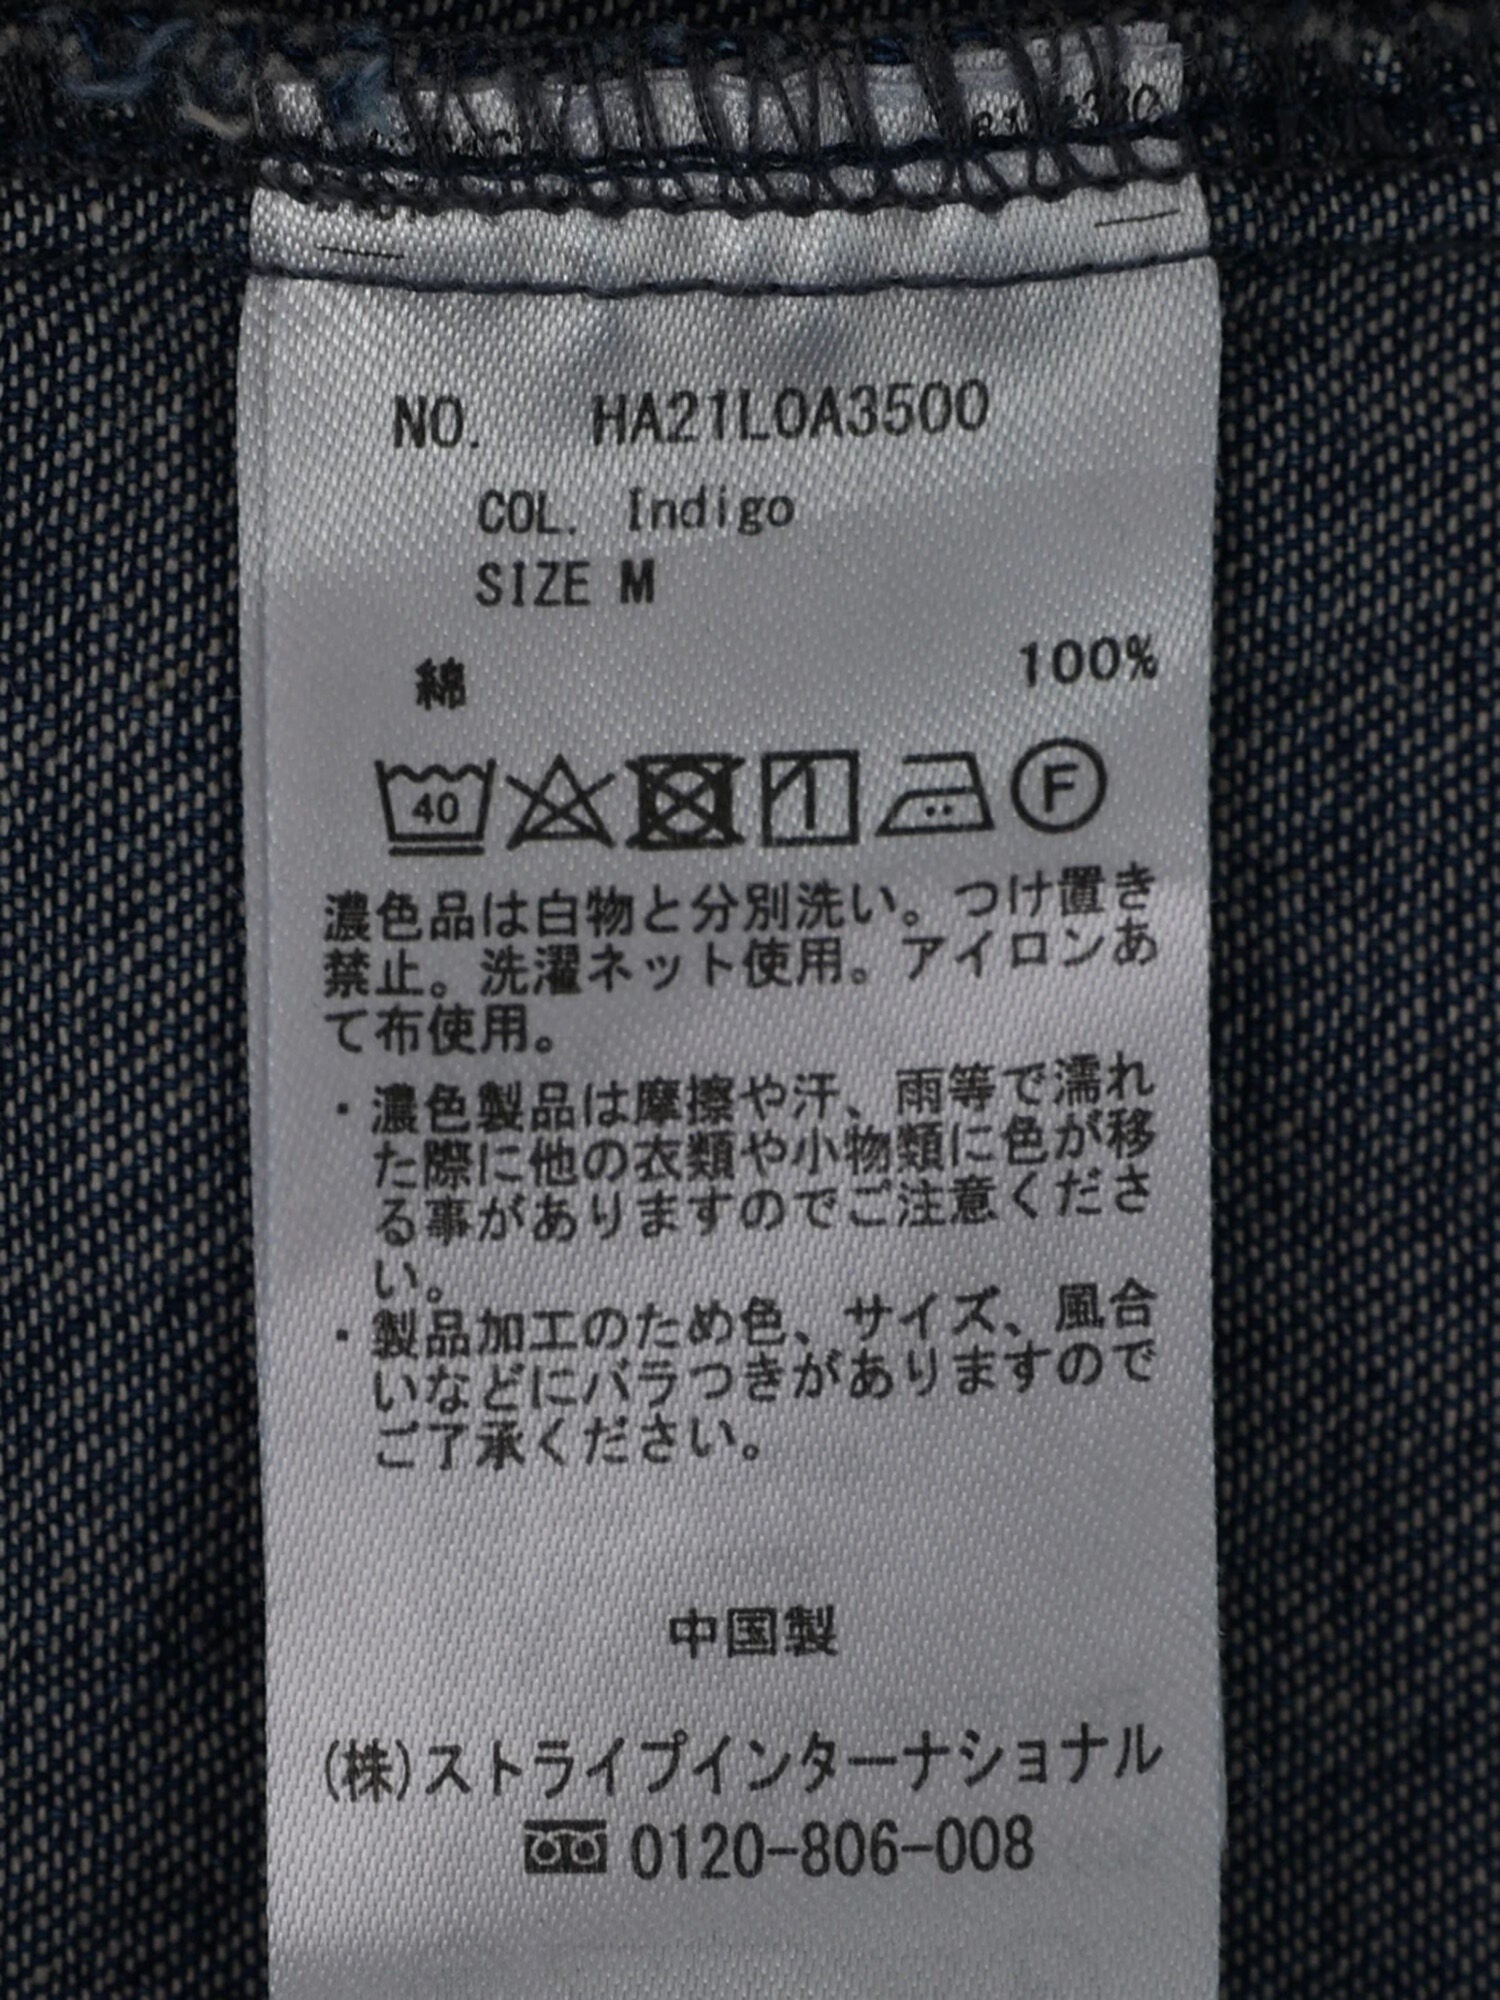 NO. HA21L0A3500
COL. Indigo
SIZE M
綿 100%
40 F
濃色品は白物と分別洗い。つけ置き
禁止。洗濯ネット使用。アイロンあ
て布使用。
・濃色製品は摩擦や汗、雨等で濡れ
た際に他の衣類や小物類に色が移
る事がありますのでご注意くださ
い。
・製品加工のため色、サイズ、風合
いなどにバラつきがありますので
ご了承ください。
中国製
(株)ストライプインターナショナル
0120-806-008